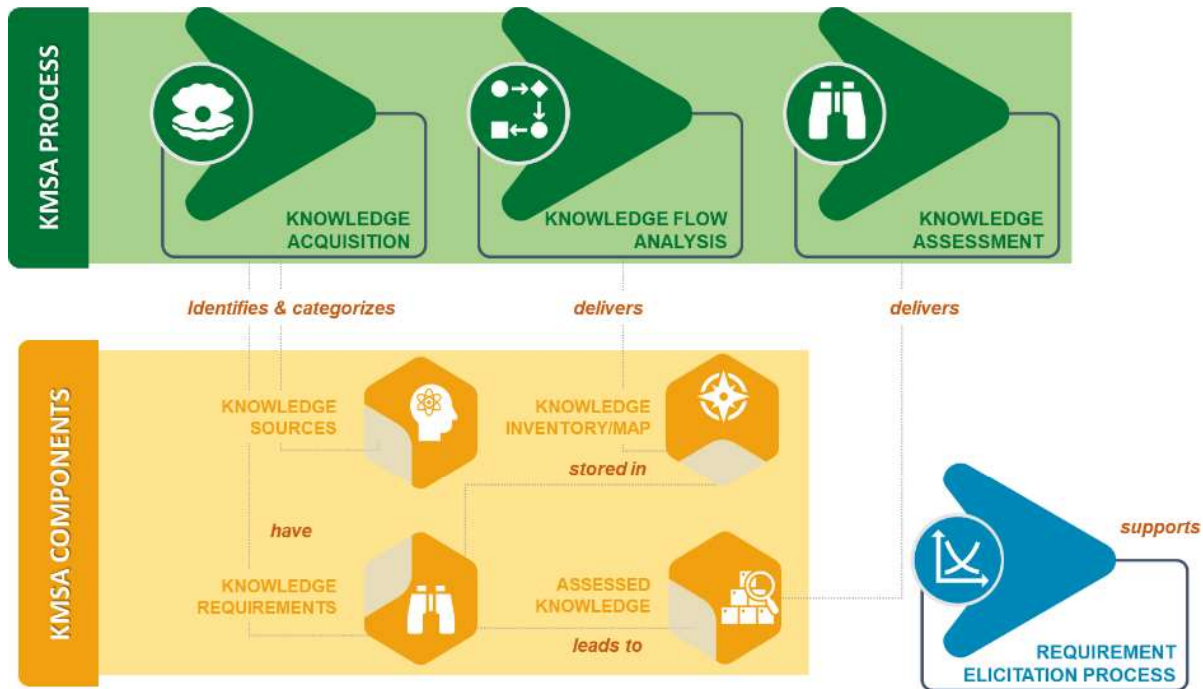 KMSA PROCESS
KNOWLEDGE
ACQUISITION
KNOWLEDGE FLOW
ANALYSIS
KNOWLEDGE
ASSESSMENT
Identifies & categorizes
delivers
delivers
KMSA COMPONENTS
KNOWLEDGE
SOURCES
KNOWLEDGE
INVENTORY/MAP
stored in
have
KNOWLEDGE
REQUIREMENTS
ASSESSED
KNOWLEDGE
leads to
supports
REQUIREMENT
ELICITATION PROCESS